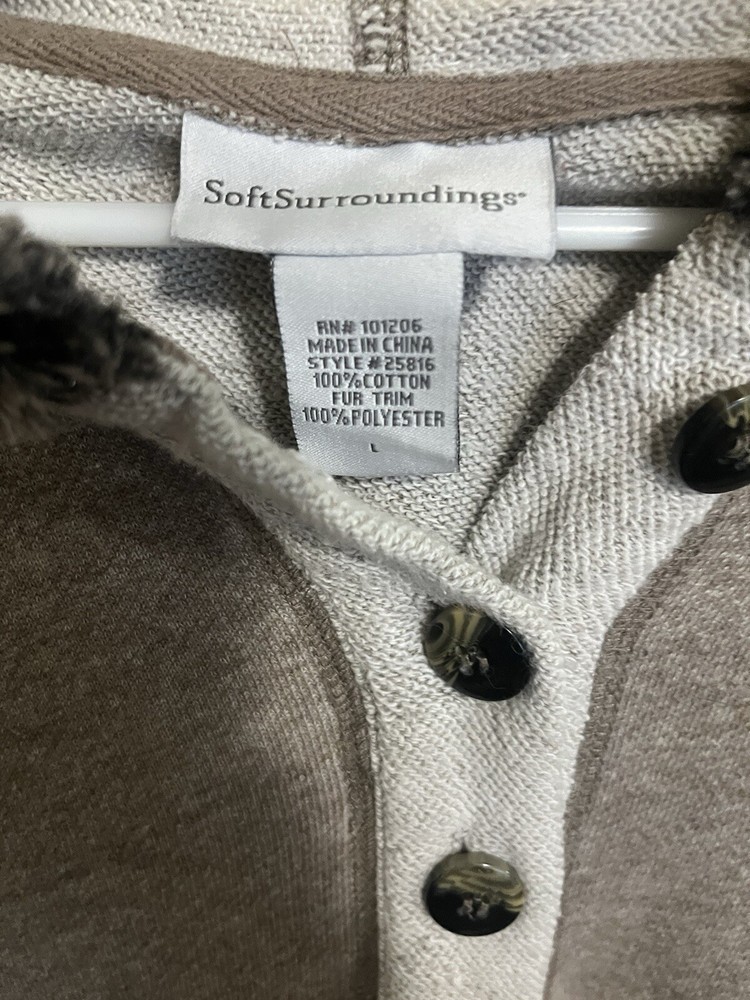 SoftSurroundings
RN# 101206
MADE IN CHINA
STYLE #25816
100% COTTON
FUR TRIM
100% POLYESTER
L